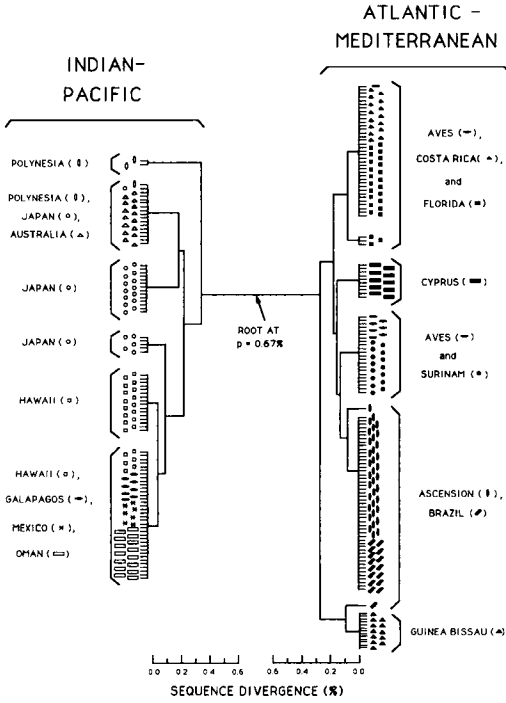 INDIAN-
PACIFIC
POLYNESIA ( ),
POLYNESIA ( ),
JAPAN ( ),
AUSTRALIA ( )
JAPAN ( )
JAPAN ( )
HAWAII ( )
HAWAII ( ),
GALAPAGOS ( ),
MEXICO ( * ),
OMAN ( )
ATLANTIC -
MEDITERRANEAN
AVES ( ),
COSTA RICA( ),
and
FLORIDA ( )
CYPRUS ( )
AVES ( )
and
SURINAM ( )
ASCENSION ( ),
BRAZIL ( )
GUINEA BISSAU ( )
ROOT AT
p = 0.67%
0.0 0.2 0.4 0.6
0.6 0.4 0.2 0.0
SEQUENCE DIVERGENCE (%)